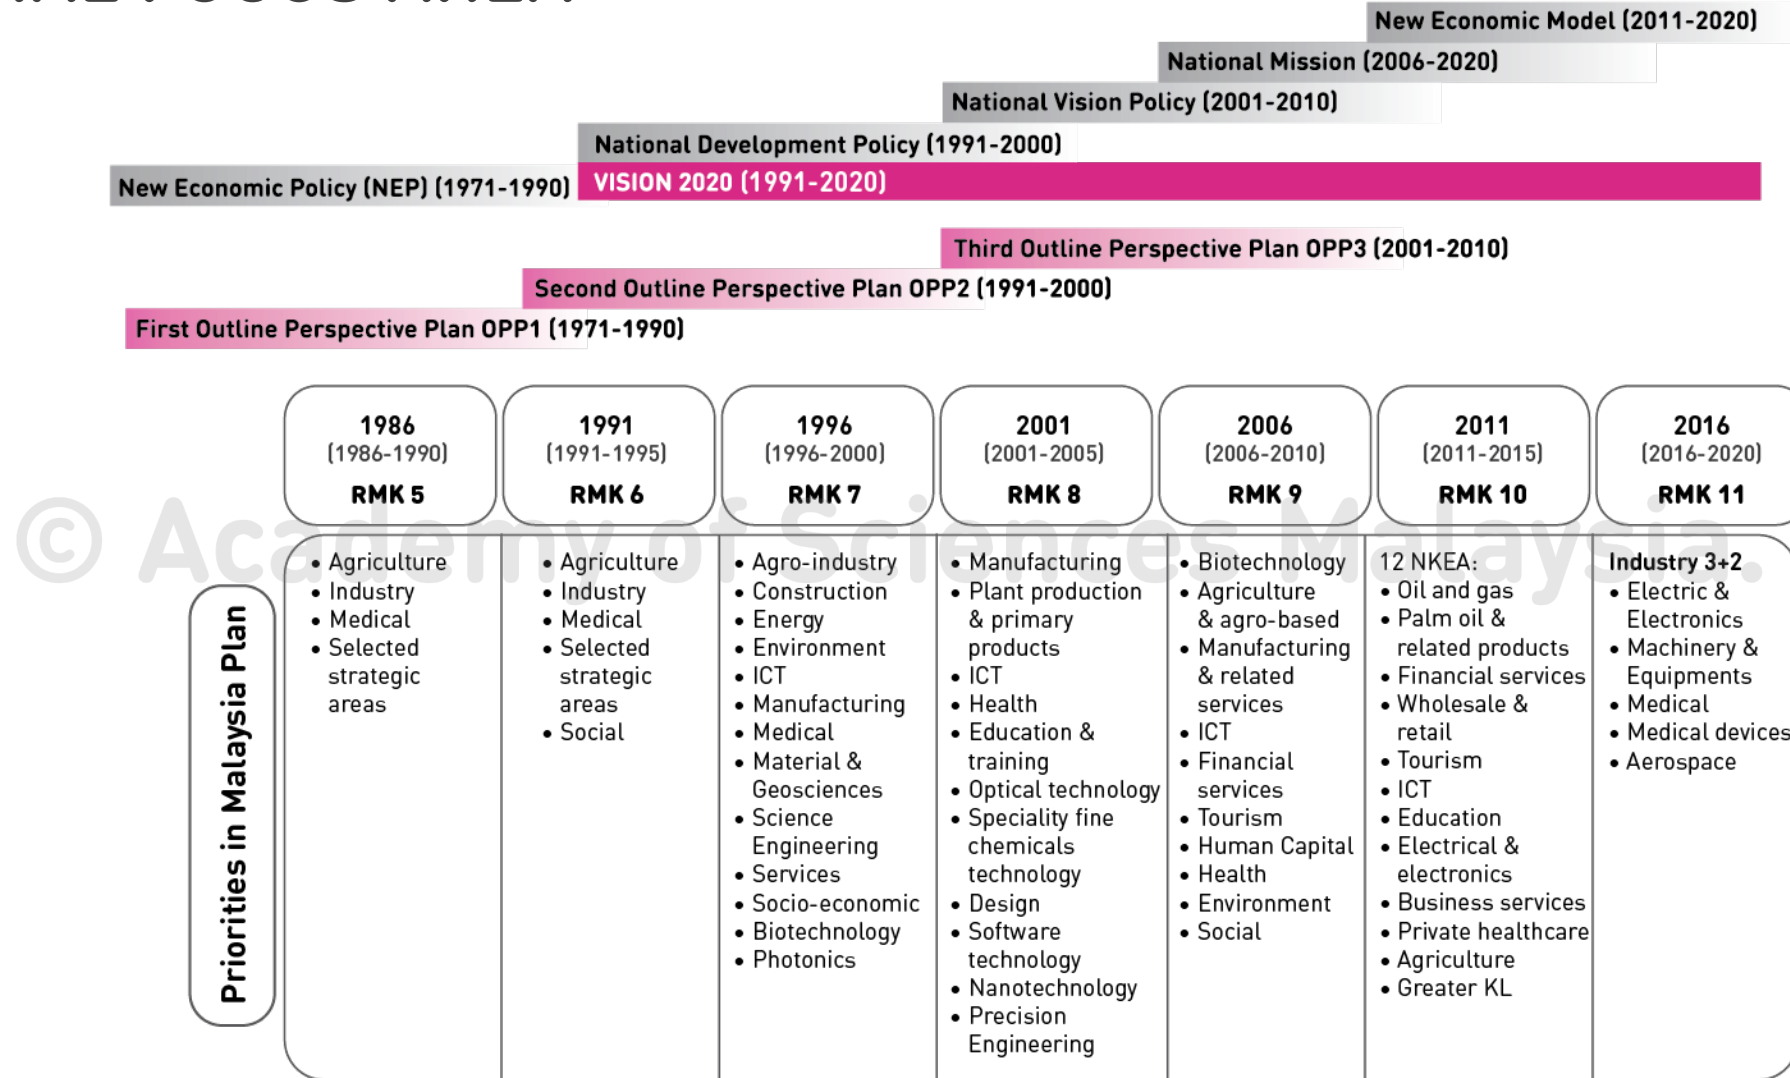 New Economic Model (2011-2020)
National Mission (2006-2020)
National Vision Policy (2001-2010)
National Development Policy (1991-2000)
New Economic Policy (NEP) (1971-1990)
VISION 2020 (1991-2020)
Third Outline Perspective Plan OPP3 (2001-2010)
Second Outline Perspective Plan OPP2 (1991-2000)
First Outline Perspective Plan OPP1 (1971-1990)
1986
(1986-1990)
RMK 5
1991
(1991-1995)
RMK 6
1996
(1996-2000)
RMK 7
2001
(2001-2005)
RMK 8
2006
(2006-2010)
RMK 9
2011
(2011-2015)
RMK 10
2016
(2016-2020)
RMK 11
© Academy of Sciences Malaysia.
Priorities in Malaysia Plan
• Agriculture
• Industry
• Medical
• Selected
strategic
areas
• Agriculture
• Industry
• Medical
• Selected
strategic
areas
• Social
• Agro-industry
• Construction
• Energy
• Environment
• ICT
• Manufacturing
• Medical
• Material &
Geosciences
• Science
Engineering
• Services
• Socio-economic
• Biotechnology
• Photonics
• Manufacturing
• Plant production
& primary
products
• ICT
• Health
• Education &
training
• Optical technology
• Speciality fine
chemicals
technology
• Design
• Software
technology
• Nanotechnology
• Precision
Engineering
• Biotechnology
• Agriculture
& agro-based
• Manufacturing
& related
services
• ICT
• Financial
services
• Tourism
• Human Capital
• Health
• Environment
• Social
12 NKEA:
• Oil and gas
• Palm oil &
related products
• Financial services
• Wholesale &
retail
• Tourism
• ICT
• Education
• Electrical &
electronics
• Business services
• Private healthcare
• Agriculture
• Greater KL
Industry 3+2
• Electric &
Electronics
• Machinery &
Equipments
• Medical
• Medical devices
• Aerospace